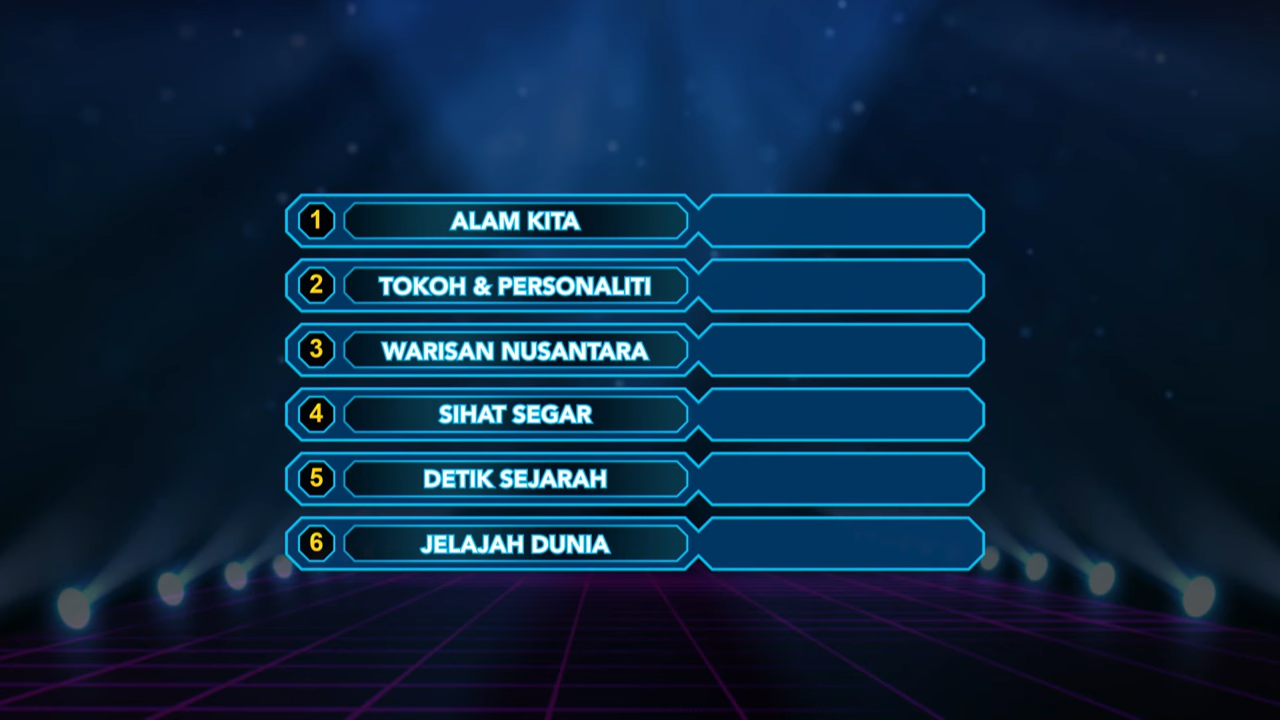 1 ALAM KITA
2 TOKOH & PERSONALITI
3 WARISAN NUSANTARA
4 SIHAT SEGAR
5 DETIK SEJARAH
6 JELAJAH DUNIA